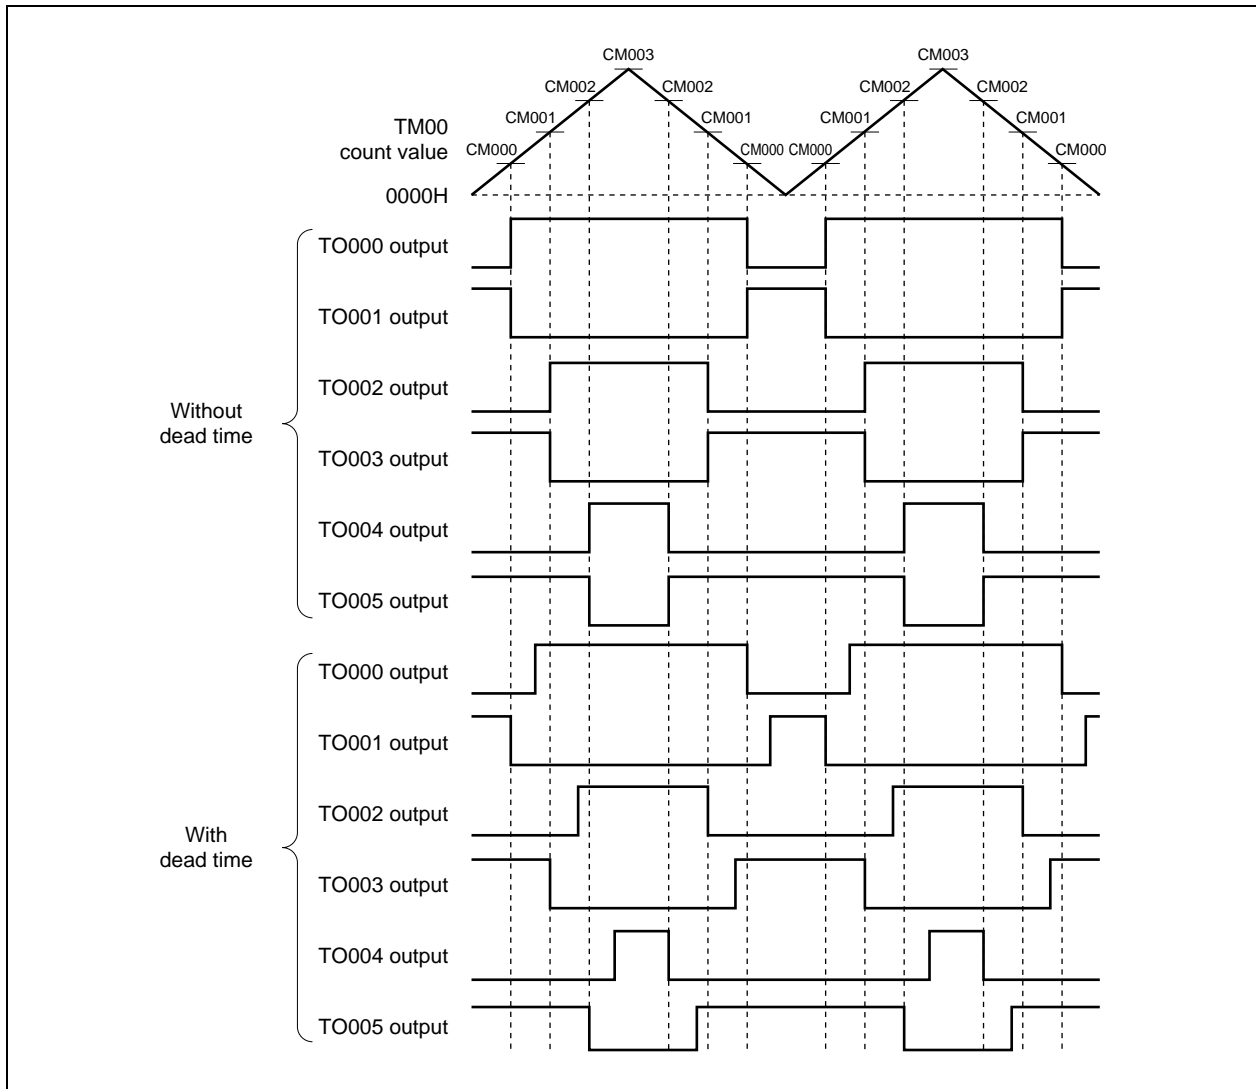 CM003
CM003
CM002
CM002
CM002
CM002
CM001
CM001
CM001
CM001
TM00
count value
CM000
CM000
CM000
CM000
0000H
Without
dead time
TO000 output
TO001 output
TO002 output
TO003 output
TO004 output
TO005 output
With
dead time
TO000 output
TO001 output
TO002 output
TO003 output
TO004 output
TO005 output